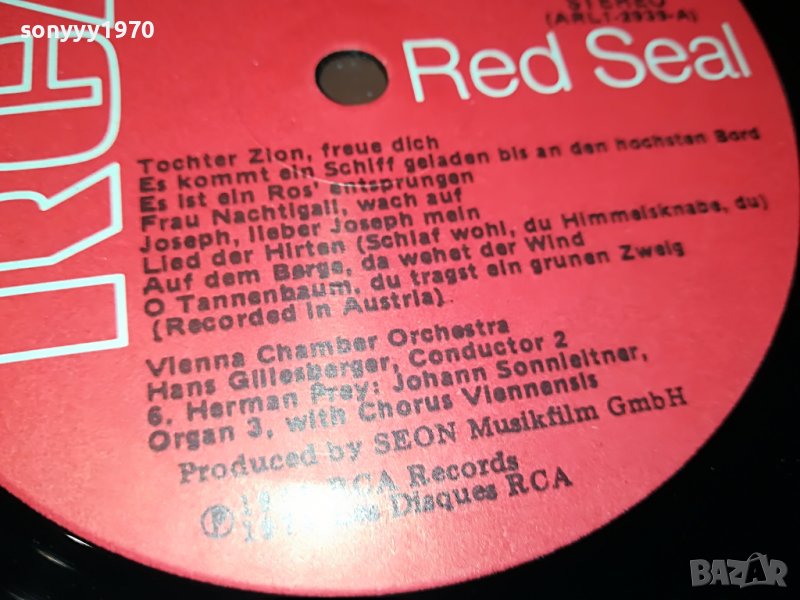 sonyyy1970
STEREO
(ARL1-2939-A)
RCA
Red Seal
Tochter Zion, freue dich
Es kommt ein Schiff geladen bis an den hochsten Bord
Es ist ein Ros' entsprungen
Frau Nachtigall, wach auf
Joseph, lieber Joseph mein
Lied der Hirten (Schlaf wohl, du Himmelsknabe, du)
Auf dem Berge, da wehet der Wind
O Tannenbaum, du tragst ein grunen Zweig
(Recorded in Austria)
Vienna Chamber Orchestra
Hans Gillesberger, Conductor 2
6. Herman Prey: Johann Sonnleitner,
Organ 3, with Chorus Viennensis
Produced by SEON Musikfilm GmbH
Ⓟ RCA Records
Les Disques RCA
BAZAR